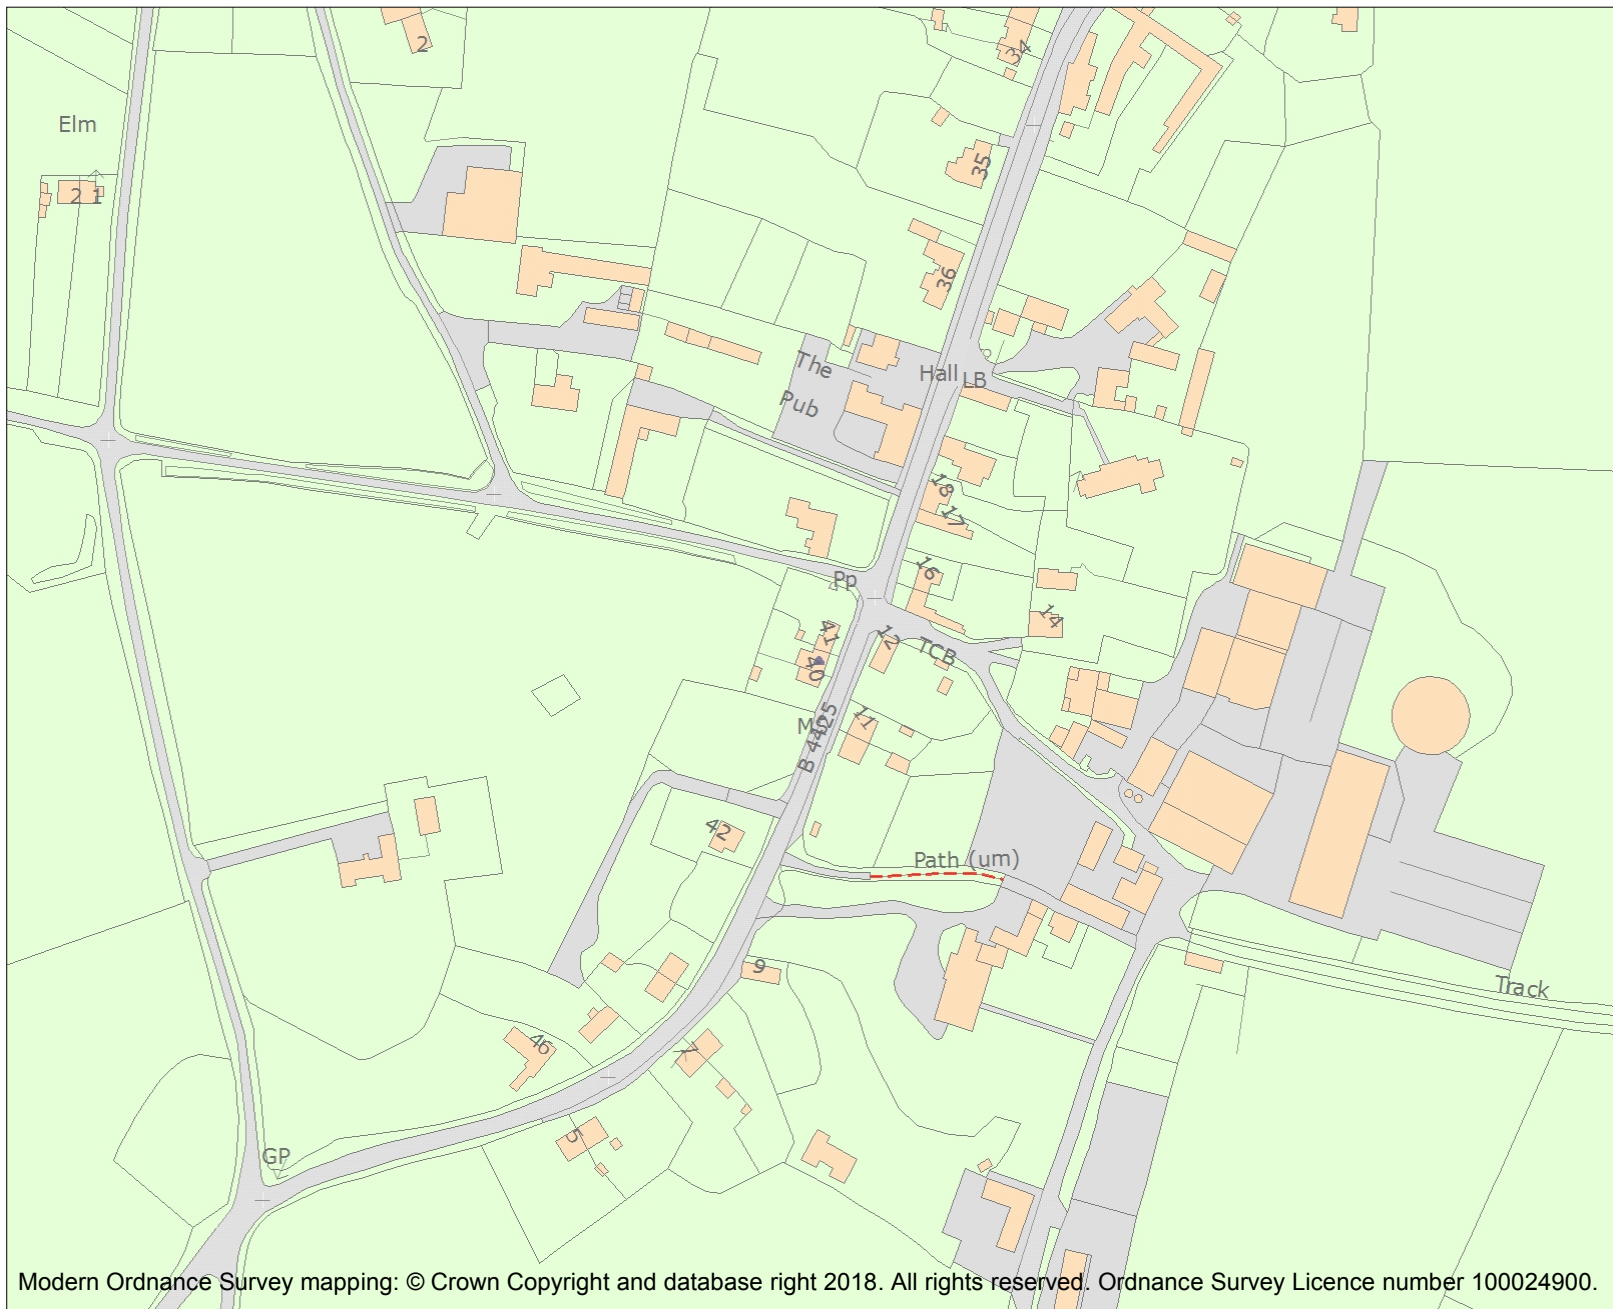 2
34
Elm
35
2 1
36
The
Hall LB
Pub
18
17
Pp
16
14
41
12
TCB
40
11
B 4425
42
Path (um)
9
Track
46
7
5
GP
Modern Ordnance Survey mapping: © Crown Copyright and database right 2018. All rights reserved. Ordnance Survey Licence number 100024900.